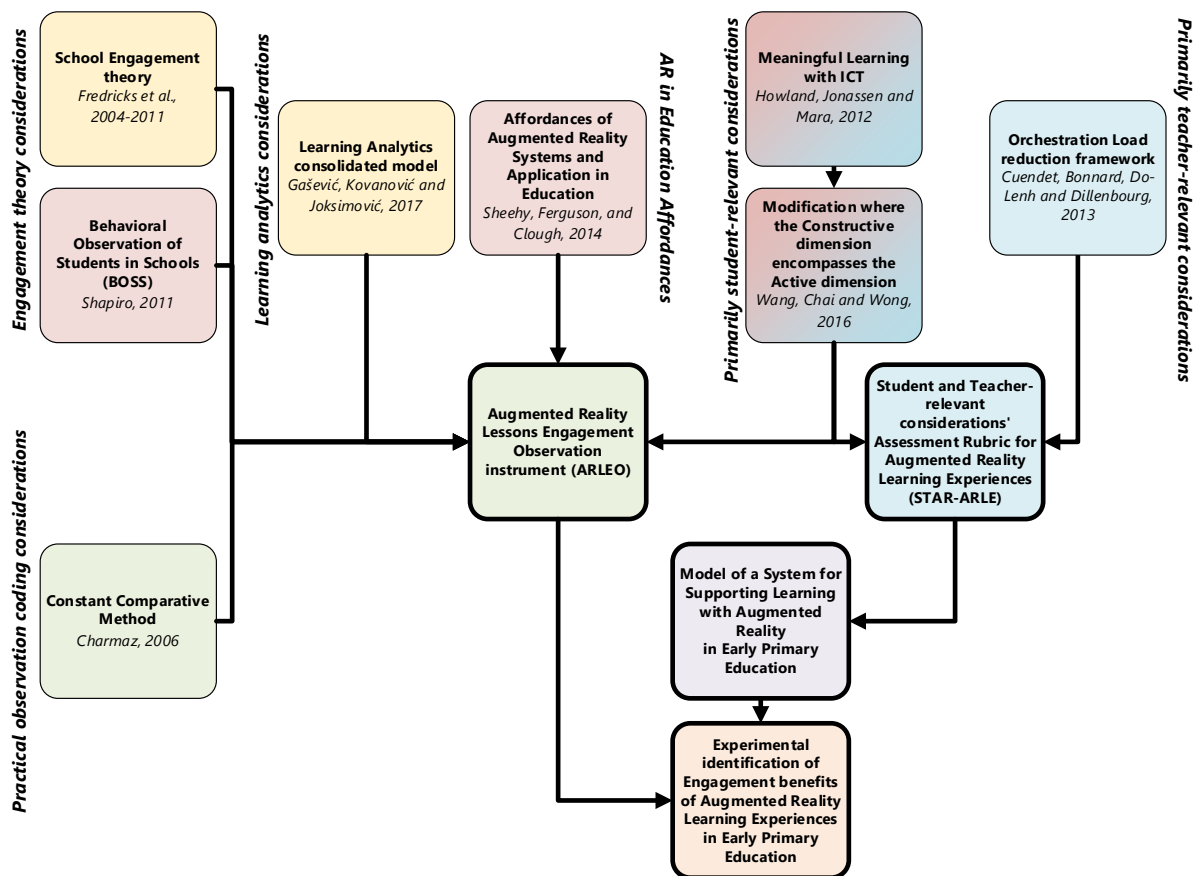 Engagement theory considerations
School Engagement
theory
Fredricks et al.,
2004-2011
Behavioral
Observation of
Students in Schools
(BOSS)
Shapiro, 2011
Practical observation coding considerations
Constant Comparative
Method
Charmaz, 2006
Learning analytics considerations
Learning Analytics
consolidated model
Gašević, Kovanović and
Joksimović, 2017
Affordances of
Augmented Reality
Systems and
Application in
Education
Sheehy, Ferguson, and
Clough, 2014
AR in Education Affordances
Primarily student-relevant considerations
Meaningful Learning
with ICT
Howland, Jonassen and
Mara, 2012
Modification where
the Constructive
dimension
encompasses the
Active dimension
Wang, Chai and Wong,
2016
Orchestration Load
reduction framework
Cuendet, Bonnard, Do-
Lenh and Dillenbourg,
2013
Primarily teacher-relevant considerations
Augmented Reality
Lessons Engagement
Observation
instrument (ARLEO)
Student and Teacher-
relevant
considerations'
Assessment Rubric for
Augmented Reality
Learning Experiences
(STAR-ARLE)
Model of a System for
Supporting Learning
with Augmented
Reality
in Early Primary
Education
Experimental
identification of
Engagement benefits
of Augmented Reality
Learning Experiences
in Early Primary
Education